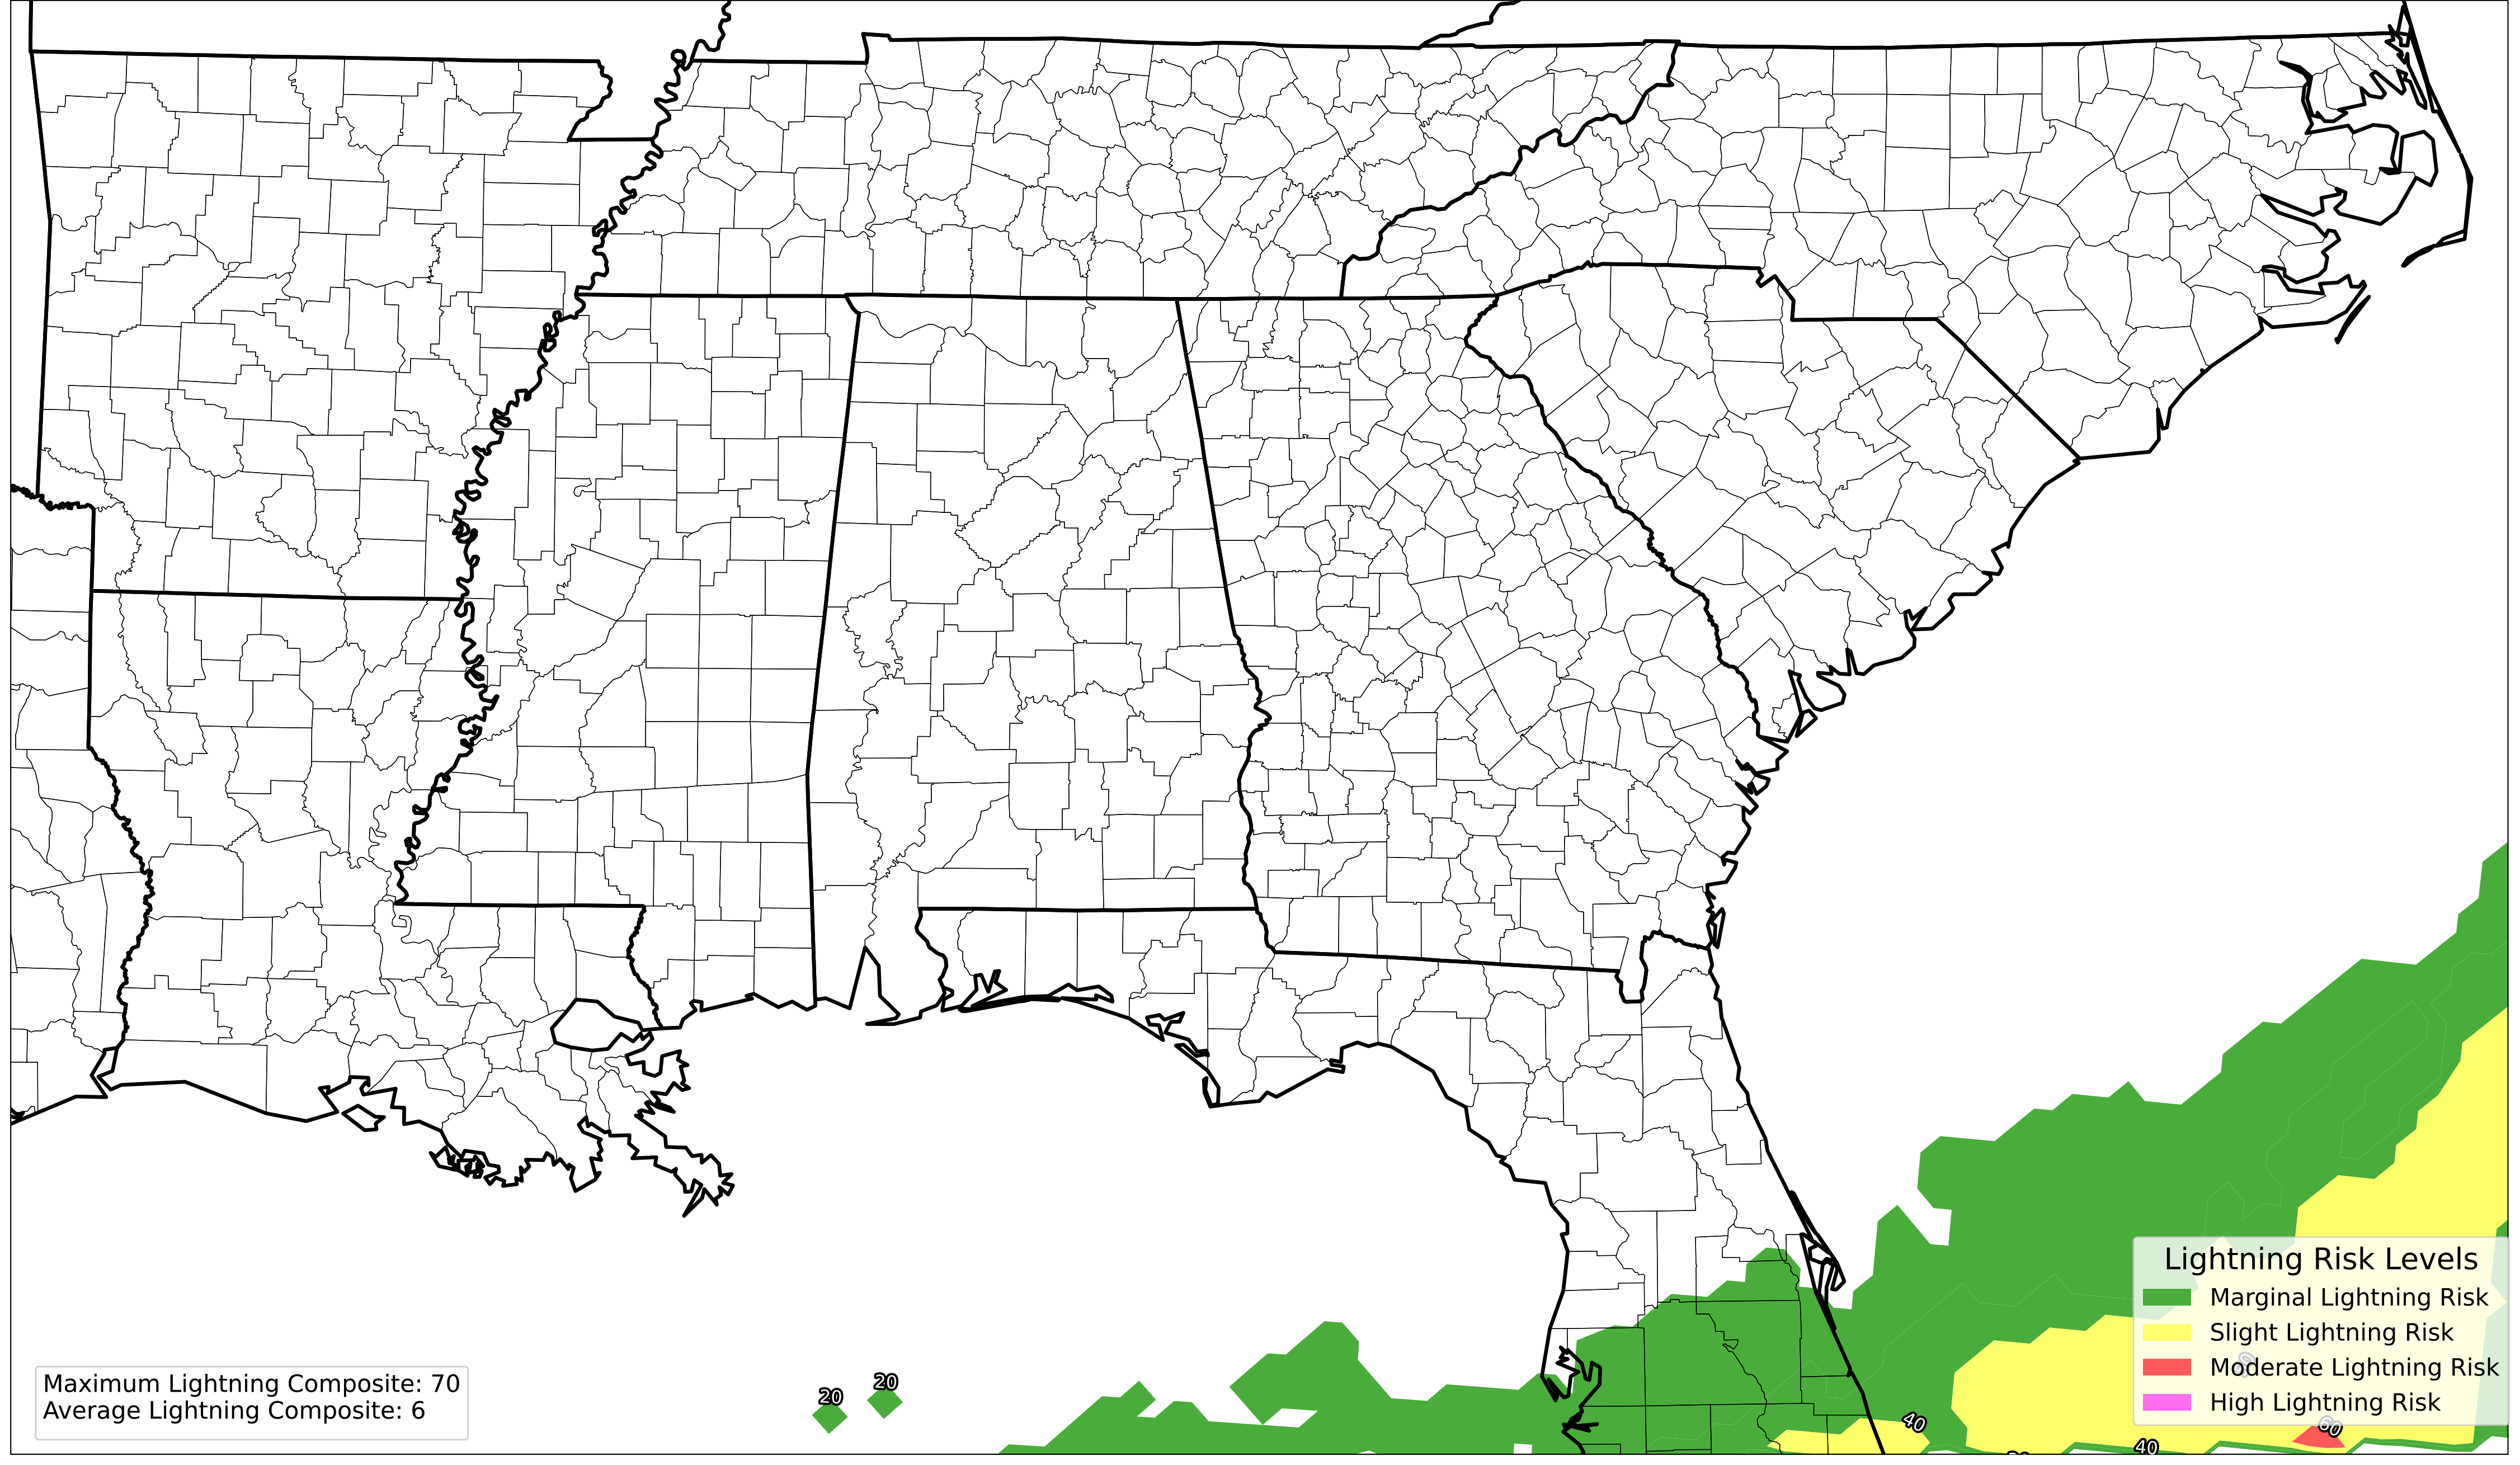 Lightning Risk Levels
Marginal Lightning Risk
Slight Lightning Risk
Moderate Lightning Risk
High Lightning Risk
Maximum Lightning Composite: 70
Average Lightning Composite: 6
20
20
40
60
40